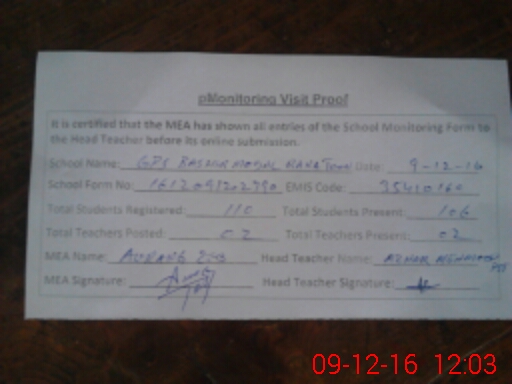 pMonitoring Visit Proof
It is certified that the MEA has shown all entries of the School Monitoring Form to
the Head Teacher before its online submission.
School Name: GPS Date: 9-12-16
School Form No: EMIS Code:
Total Students Registered: 110 Total Students Present: 106
Total Teachers Posted: 02 Total Teachers Present: 02
MEA Name: Head Teacher Name:
MEA Signature: Head Teacher Signature:
09-12-16 12:03